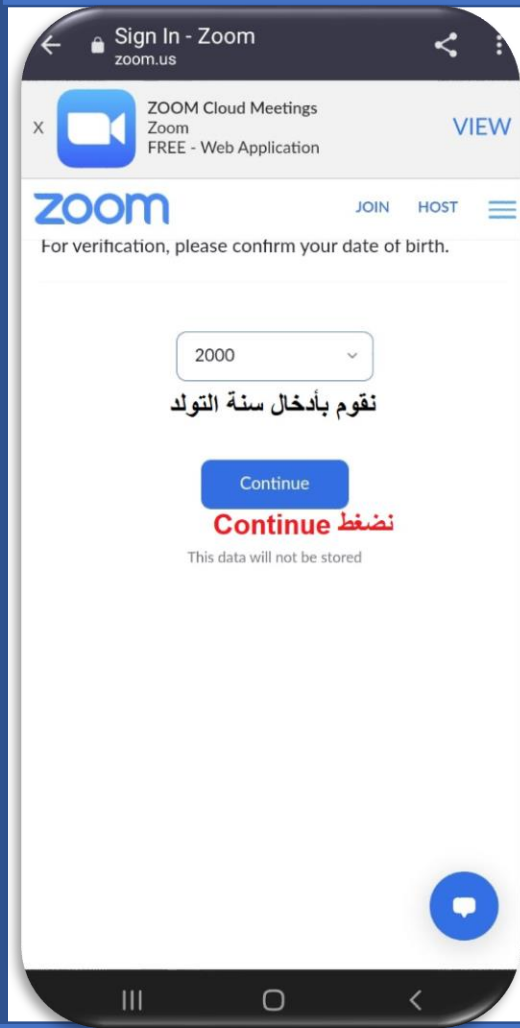 Sign In - Zoom
zoom.us
ZOOM Cloud Meetings
X
Zoom
VIEW
FREE - Web Application
zoom
JOIN HOST
For verification, please confirm your date of birth.
2000
نقوم بأدخال سنة التولد
Continue
نضغط Continue
This data will not be stored